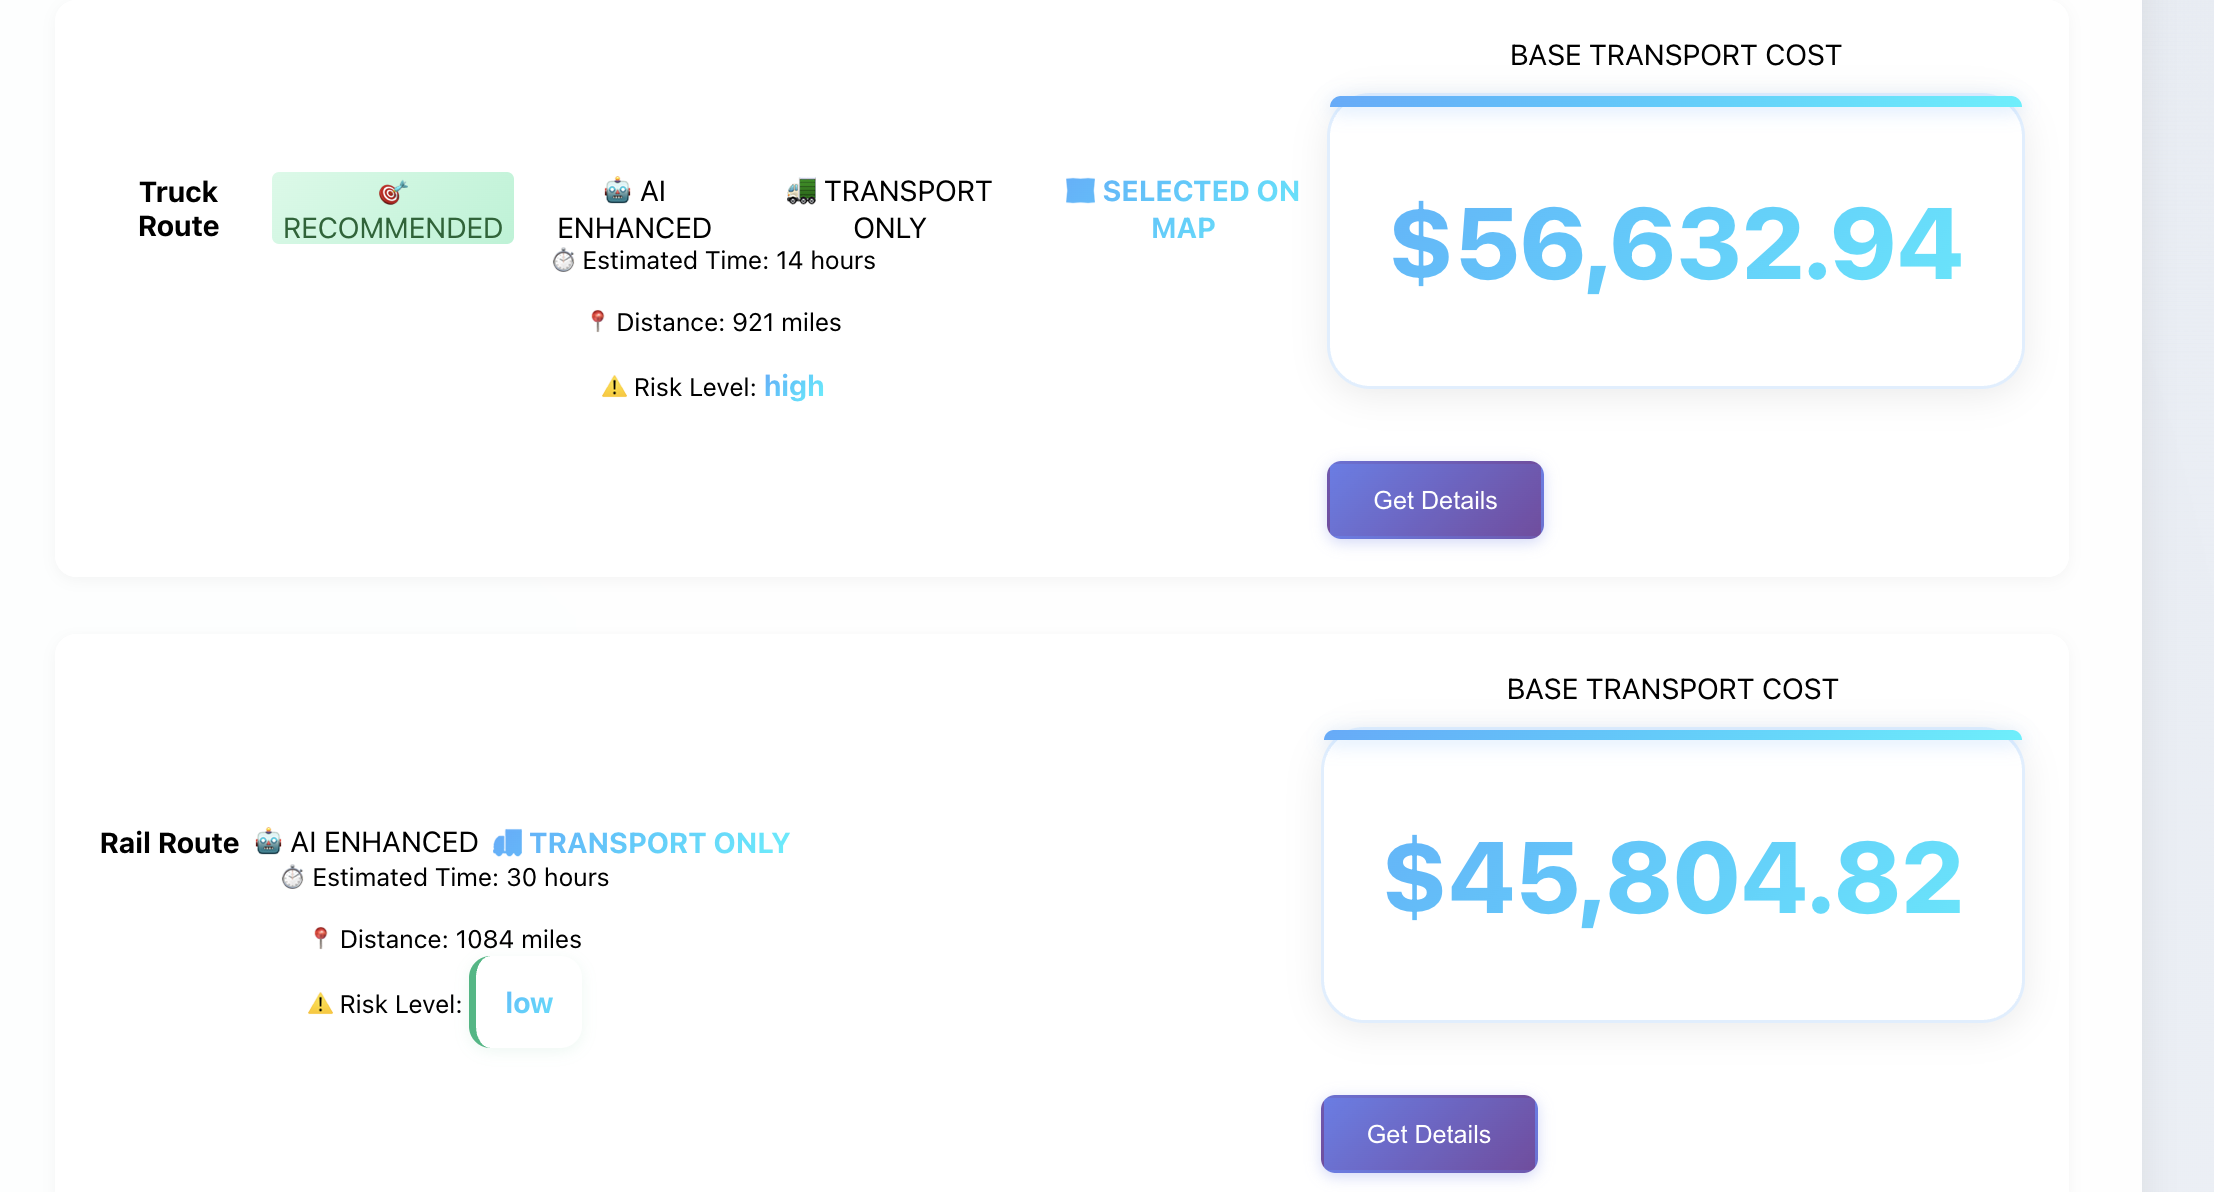 BASE TRANSPORT COST
Truck
Route
RECOMMENDED
AI
ENHANCED
TRANSPORT
ONLY
SELECTED ON
MAP
Estimated Time: 14 hours
Distance: 921 miles
Risk Level: high
$56,632.94
Get Details
BASE TRANSPORT COST
Rail Route AI ENHANCED TRANSPORT ONLY
Estimated Time: 30 hours
Distance: 1084 miles
Risk Level: low
$45,804.82
Get Details